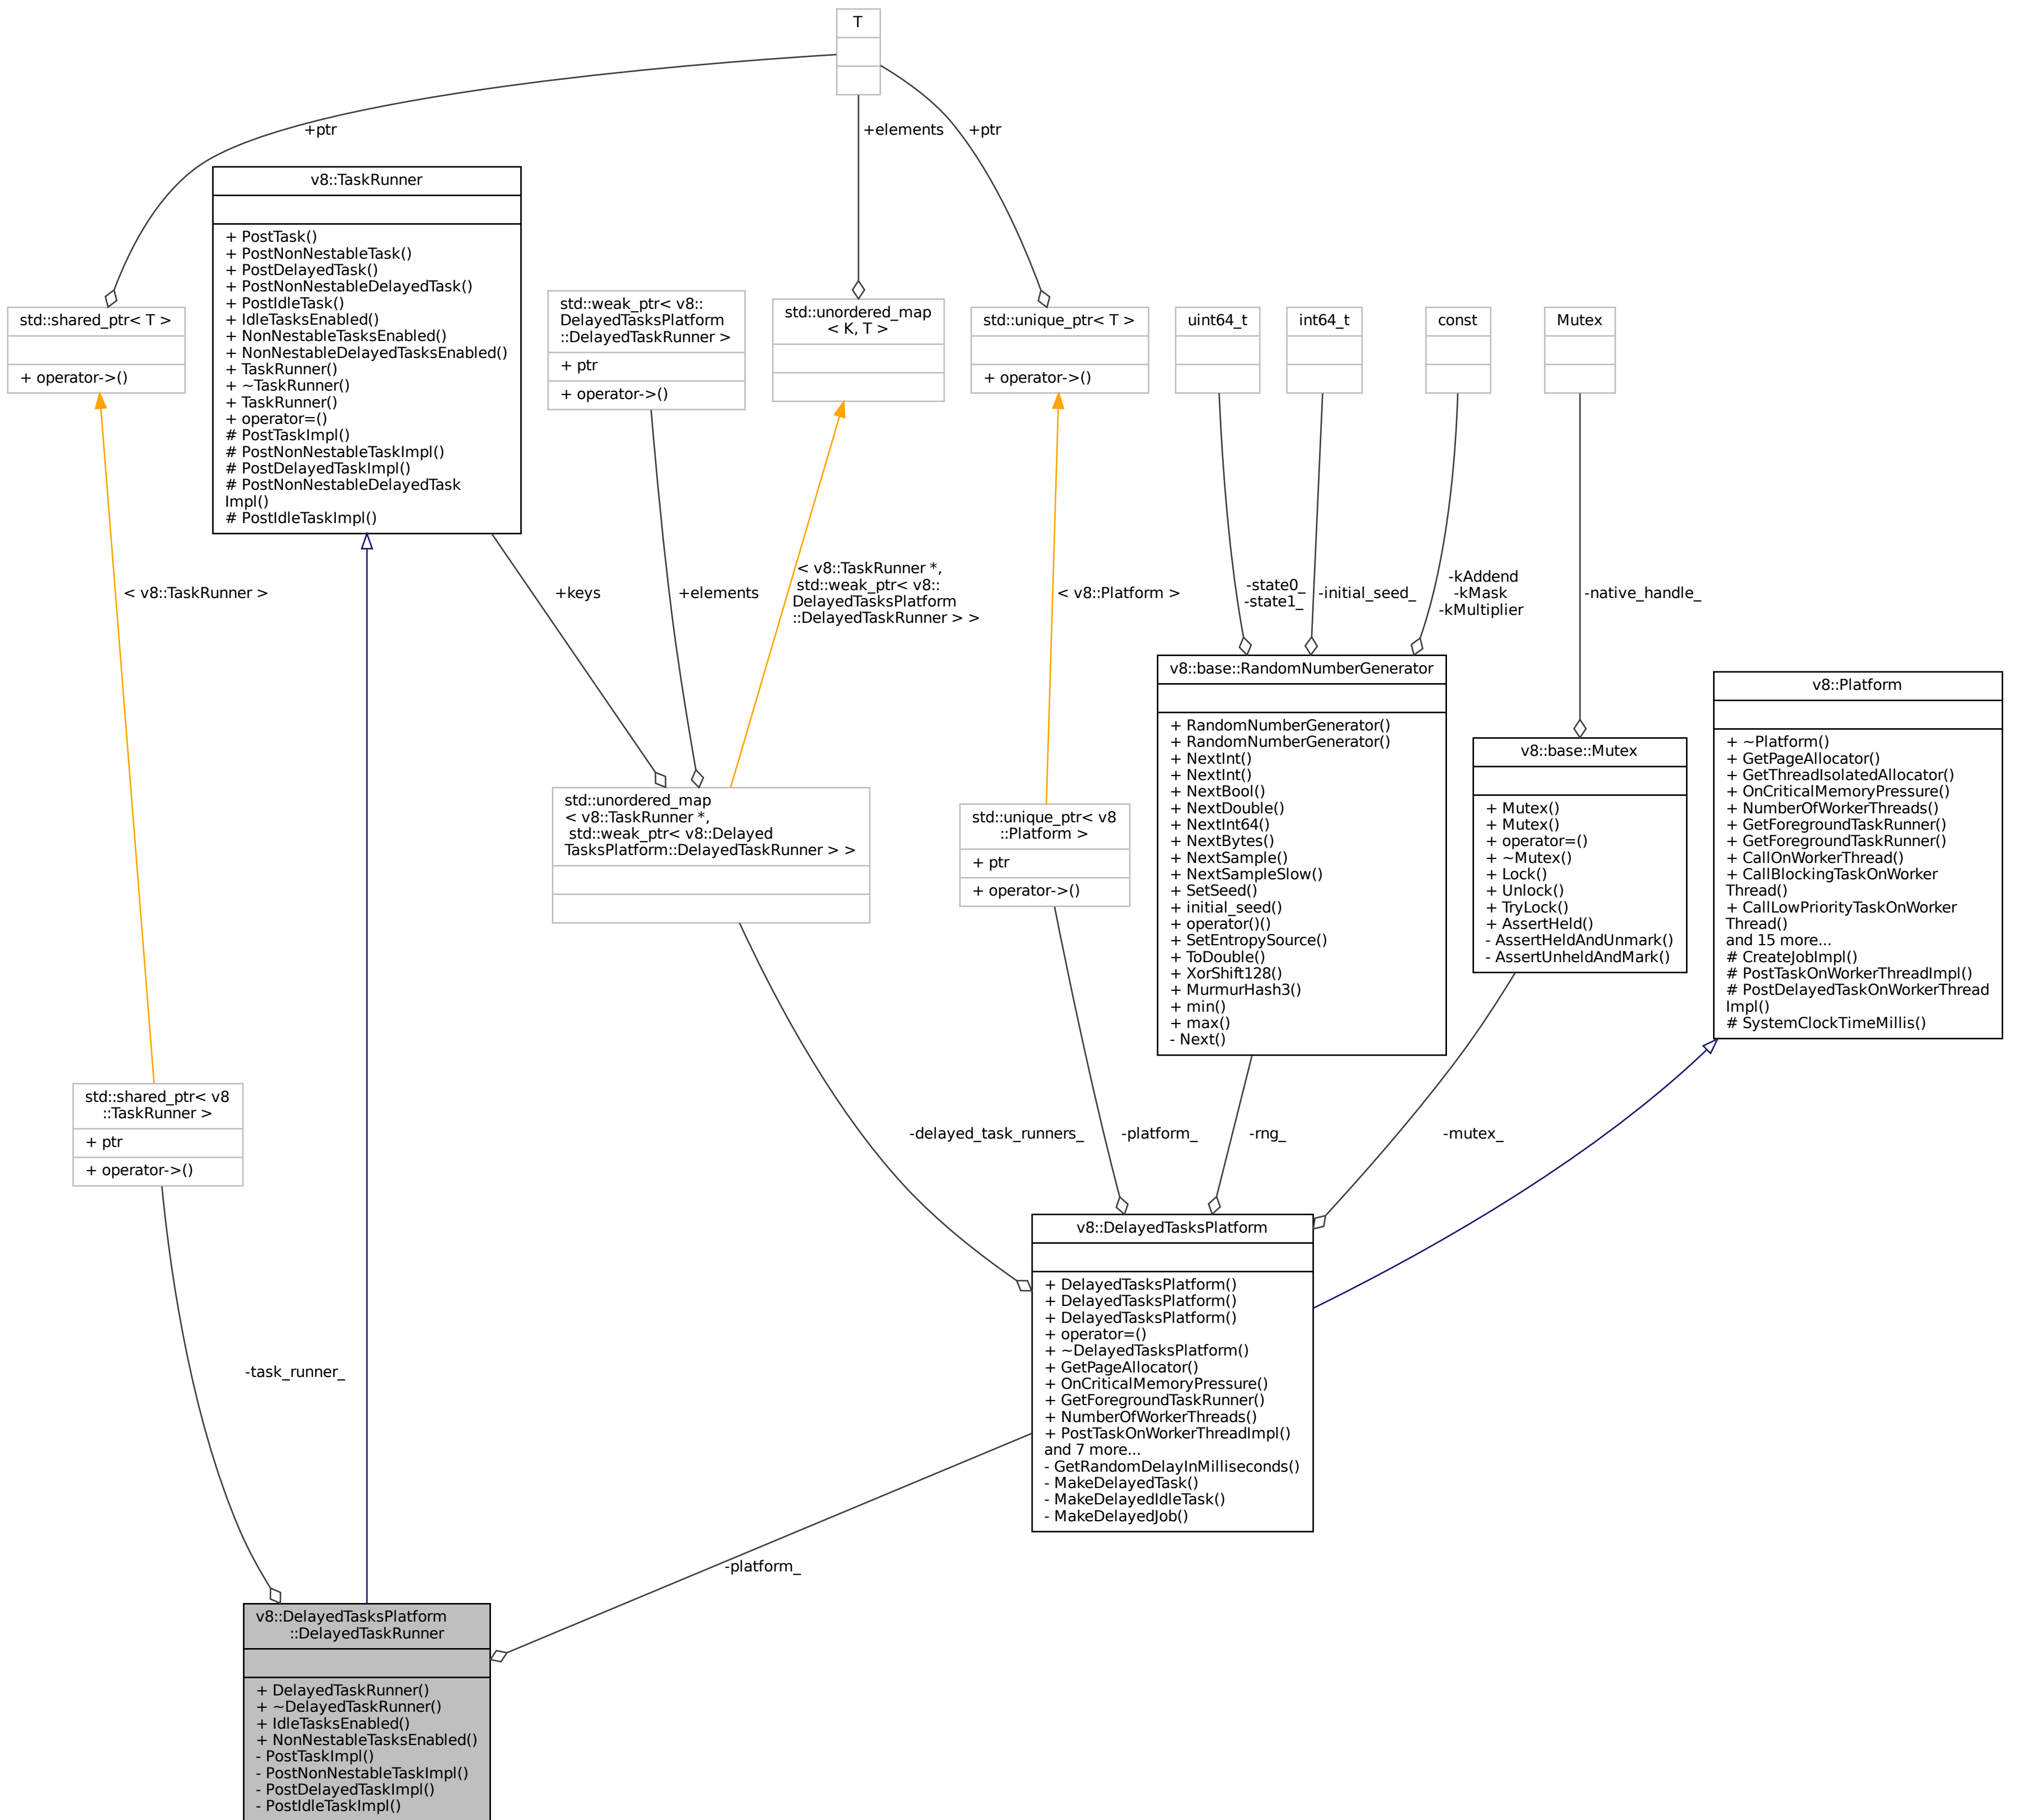 T
+ptr
+elements
+ptr
v8::TaskRunner
+ PostTask()
+ PostNonNestableTask()
+ PostDelayedTask()
+ PostNonNestableDelayedTask()
+ PostIdleTask()
+ IdleTasksEnabled()
+ NonNestableTasksEnabled()
+ NonNestableDelayedTasksEnabled()
+ TaskRunner()
+ ~TaskRunner()
+ TaskRunner()
+ operator=()
# PostTaskImpl()
# PostNonNestableTaskImpl()
# PostDelayedTaskImpl()
# PostNonNestableDelayedTask
Impl()
# PostIdleTaskImpl()
std::shared_ptr< T >
+ operator->()
std::weak_ptr< v8::
DelayedTasksPlatform
::DelayedTaskRunner >
+ ptr
+ operator->()
std::unordered_map
< K, T >
std::unique_ptr< T >
+ operator->()
uint64_t
int64_t
const
Mutex
< v8::TaskRunner >
+keys
+elements
< v8::TaskRunner *,
std::weak_ptr< v8::
DelayedTasksPlatform
::DelayedTaskRunner > >
< v8::Platform >
-state0_
-state1_
-initial_seed_
-kAddend
-kMask
-kMultiplier
-native_handle_
v8::base::RandomNumberGenerator
+ RandomNumberGenerator()
+ RandomNumberGenerator()
+ NextInt()
+ NextInt()
+ NextBool()
+ NextDouble()
+ NextInt64()
+ NextBytes()
+ NextSample()
+ NextSampleSlow()
+ SetSeed()
+ initial_seed()
+ operator()()
+ SetEntropySource()
+ ToDouble()
+ XorShift128()
+ MurmurHash3()
+ min()
+ max()
- Next()
v8::Platform
+ ~Platform()
+ GetPageAllocator()
+ GetThreadIsolatedAllocator()
+ OnCriticalMemoryPressure()
+ NumberOfWorkerThreads()
+ GetForegroundTaskRunner()
+ GetForegroundTaskRunner()
+ CallOnWorkerThread()
+ CallBlockingTaskOnWorker
Thread()
+ CallLowPriorityTaskOnWorker
Thread()
and 15 more...
# CreateJobImpl()
# PostTaskOnWorkerThreadImpl()
# PostDelayedTaskOnWorkerThread
Impl()
# SystemClockTimeMillis()
v8::base::Mutex
+ Mutex()
+ Mutex()
+ operator=()
+ ~Mutex()
+ Lock()
+ Unlock()
+ TryLock()
+ AssertHeld()
- AssertHeldAndUnmark()
- AssertUnheldAndMark()
std::unordered_map
< v8::TaskRunner *,
std::weak_ptr< v8::Delayed
TasksPlatform::DelayedTaskRunner > >
std::unique_ptr< v8
::Platform >
+ ptr
+ operator->()
std::shared_ptr< v8
::TaskRunner >
+ ptr
+ operator->()
-delayed_task_runners_
-platform_
-rng_
-mutex_
v8::DelayedTasksPlatform
+ DelayedTasksPlatform()
+ DelayedTasksPlatform()
+ DelayedTasksPlatform()
+ operator=()
+ ~DelayedTasksPlatform()
+ GetPageAllocator()
+ OnCriticalMemoryPressure()
+ GetForegroundTaskRunner()
+ NumberOfWorkerThreads()
+ PostTaskOnWorkerThreadImpl()
and 7 more...
- GetRandomDelayInMilliseconds()
- MakeDelayedTask()
- MakeDelayedIdleTask()
- MakeDelayedJob()
-task_runner_
-platform_
v8::DelayedTasksPlatform
::DelayedTaskRunner
+ DelayedTaskRunner()
+ ~DelayedTaskRunner()
+ IdleTasksEnabled()
+ NonNestableTasksEnabled()
- PostTaskImpl()
- PostNonNestableTaskImpl()
- PostDelayedTaskImpl()
- PostIdleTaskImpl()